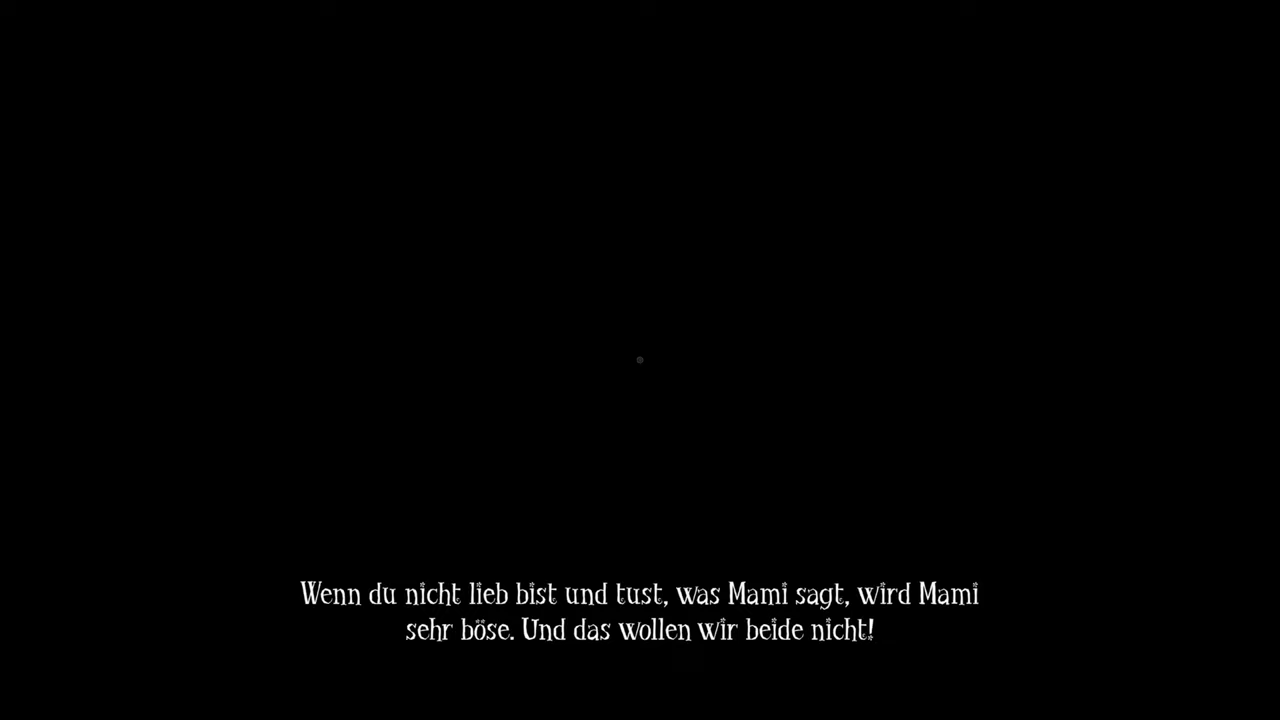 Wenn du nicht lieb bist und tust, was Mami sagt, wird Mami
sehr böse. Und das wollen wir beide nicht!